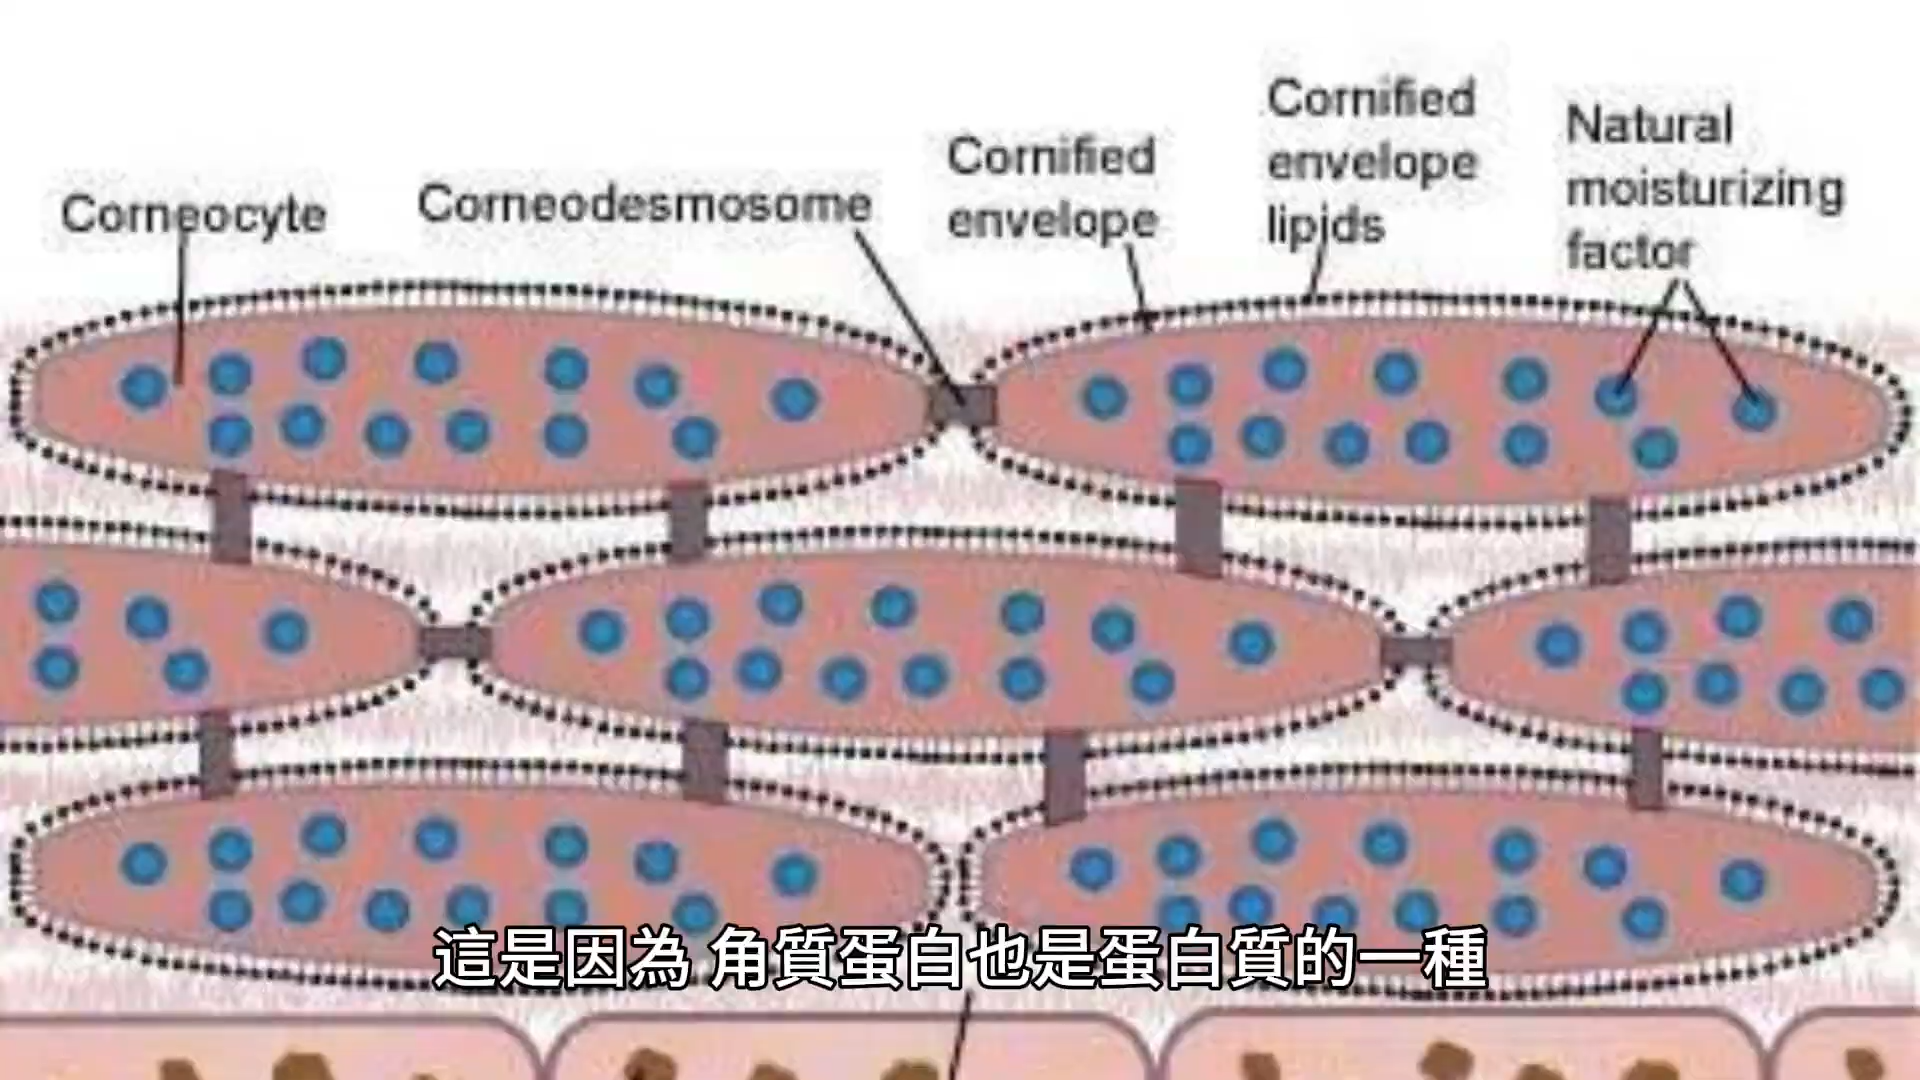 Corneocyte
Corneodesmosome
Cornified
envelope
Cornified
envelope
lipids
Natural
moisturizing
factor
這是因為 角質蛋白也是蛋白質的一種